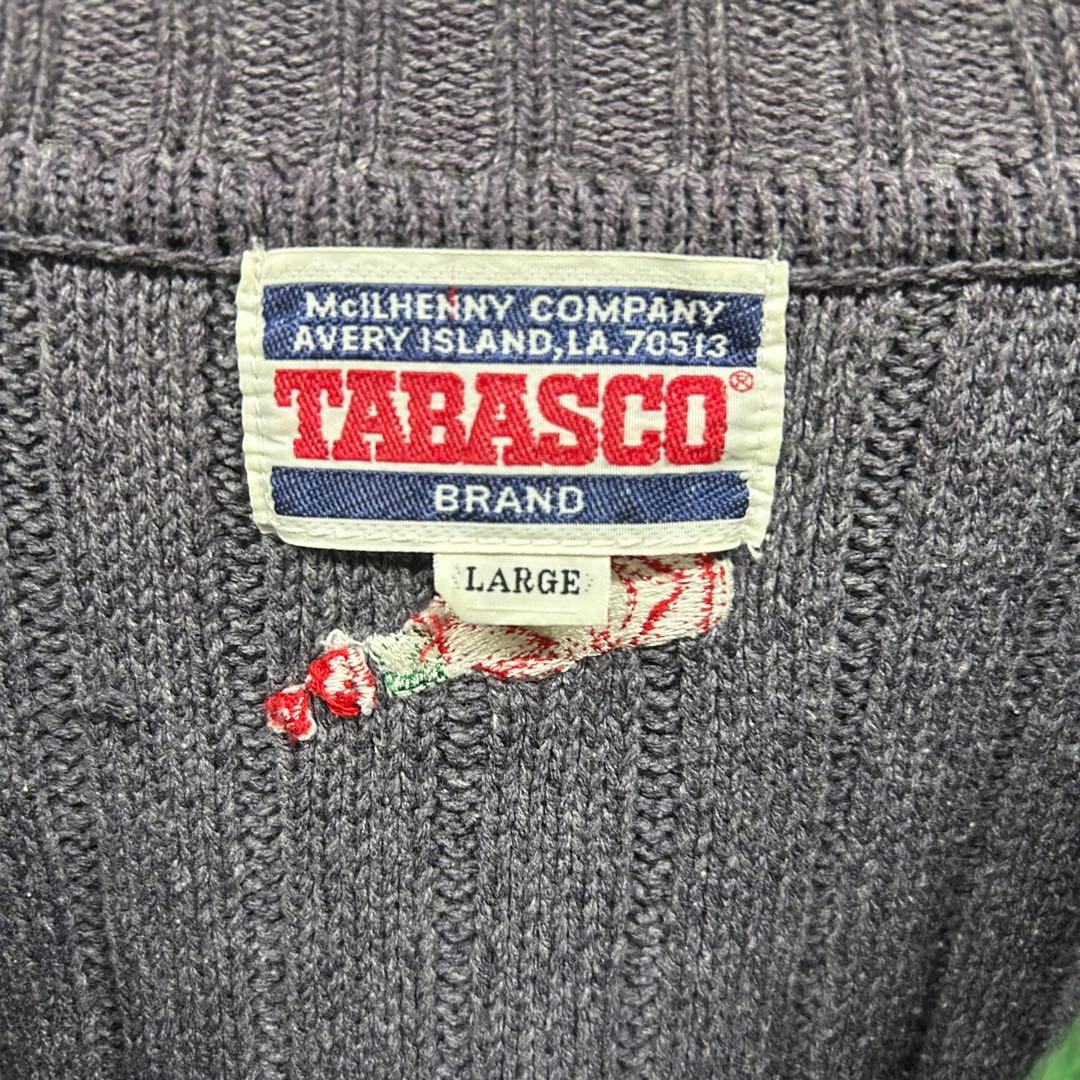 McILHENNY COMPANY
AVERY ISLAND, LA. 70513
TABASCO®
BRAND
LARGE